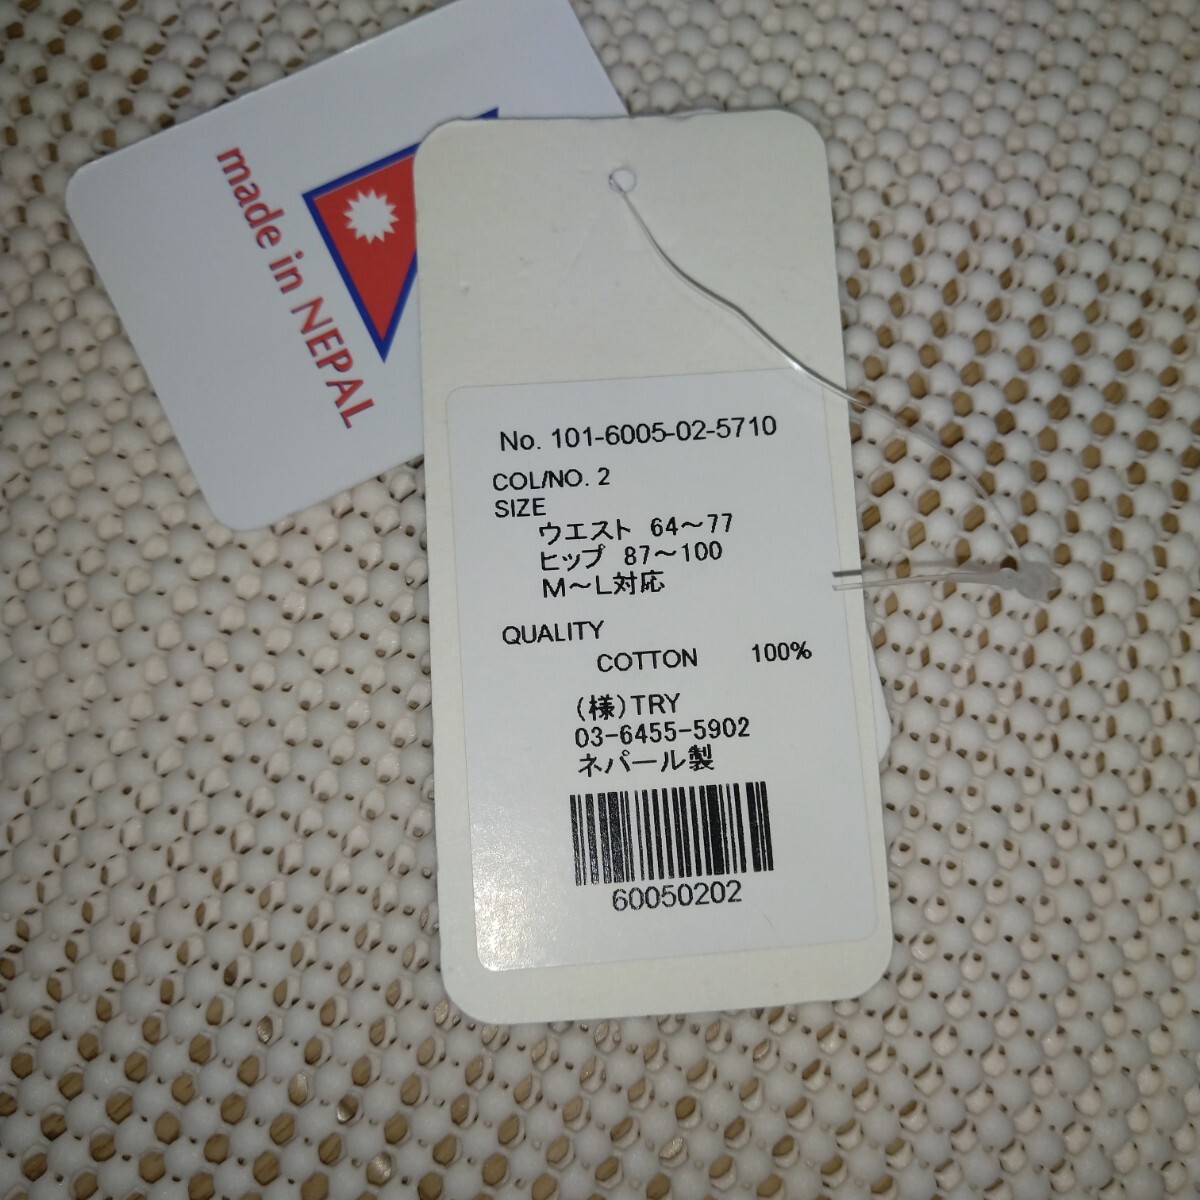 made in NEPAL
No. 101-6005-02-5710
COL/NO. 2
SIZE
ウエスト 64～77
ヒップ 87～100
M～L対応
QUALITY
COTTON 100%
(様)TRY
03-6455-5902
ネパール製
60050202